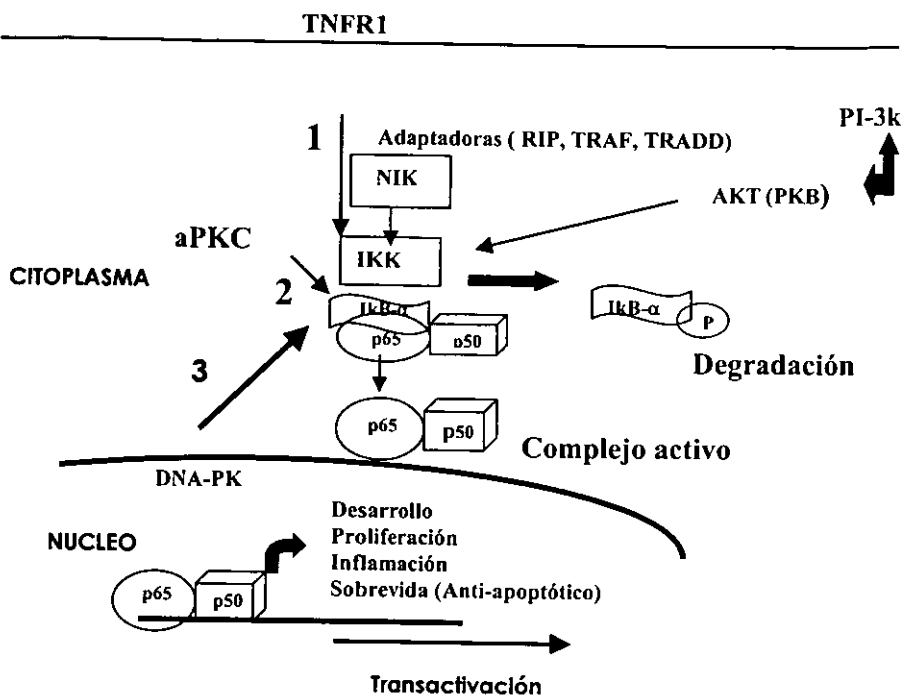 TNFR1
PI-3k
1
Adaptadoras ( RIP, TRAF, TRADD)
NIK
AKT (PKB)
aPKC
IKK
CITOPLASMA
2
IkB-α
IkB-α
P
p65
p50
Degradación
3
p65
p50
Complejo activo
DNA-PK
Desarrollo
NUCLEO
Proliferación
Inflamación
Sobrevida (Anti-apoptótico)
p65
p50
Transactivación